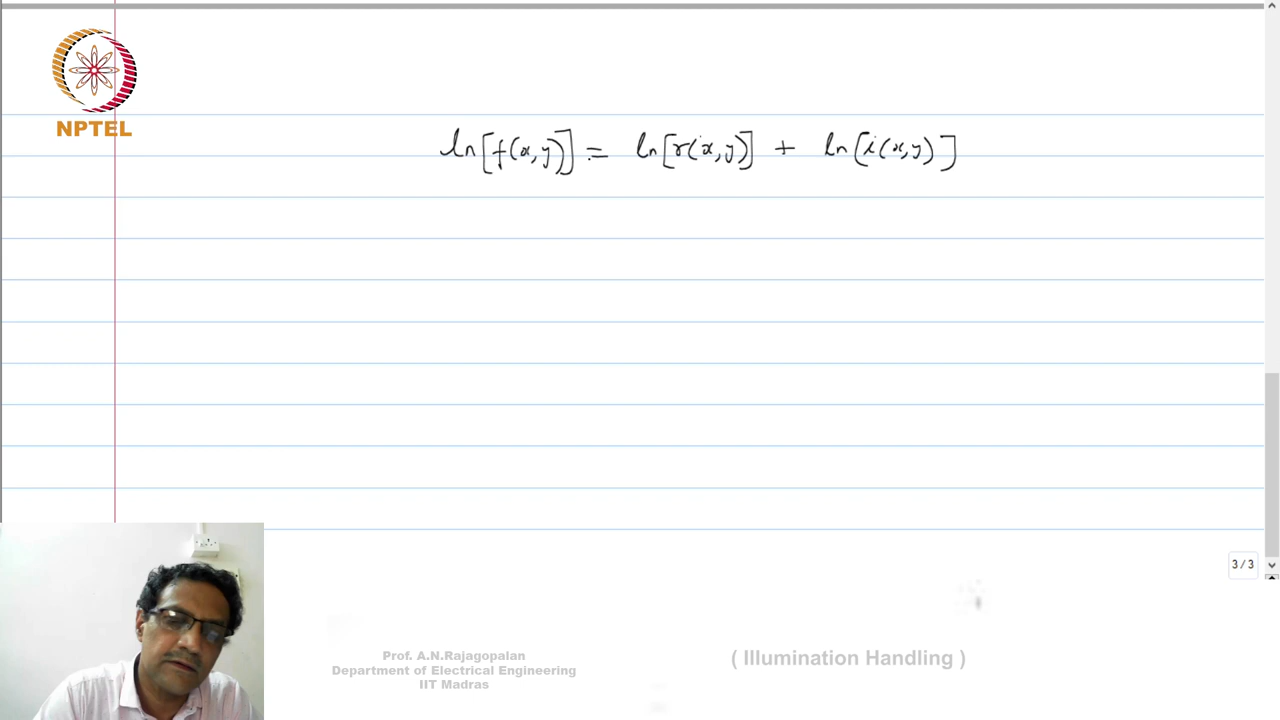 NPTEL
ln[f(x,y)] = ln[r(x,y)] + ln[i(x,y)]
3/3
Prof. A.N.Rajagopalan
Department of Electrical Engineering
IIT Madras
( Illumination Handling )